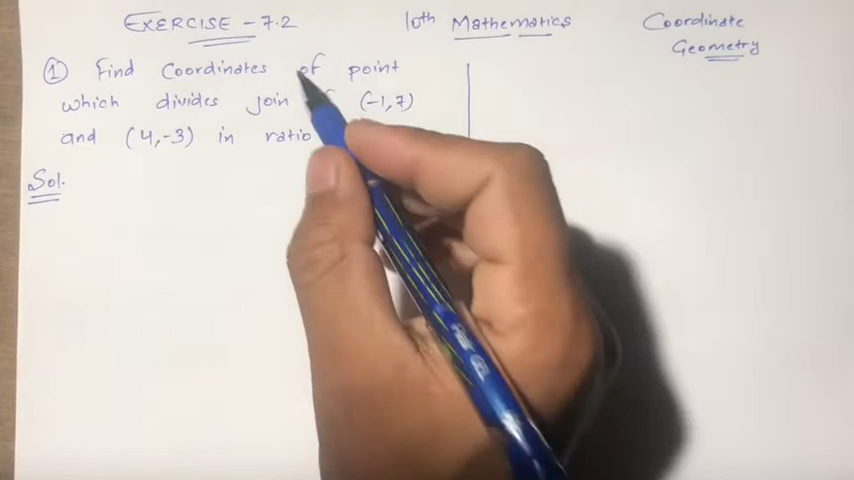 EXERCISE - 7.2 10th Mathematics Coordinate
Geometry
① Find Coordinates of point
which divides join (-1,7)
and (4,-3) in ratio
Sol.